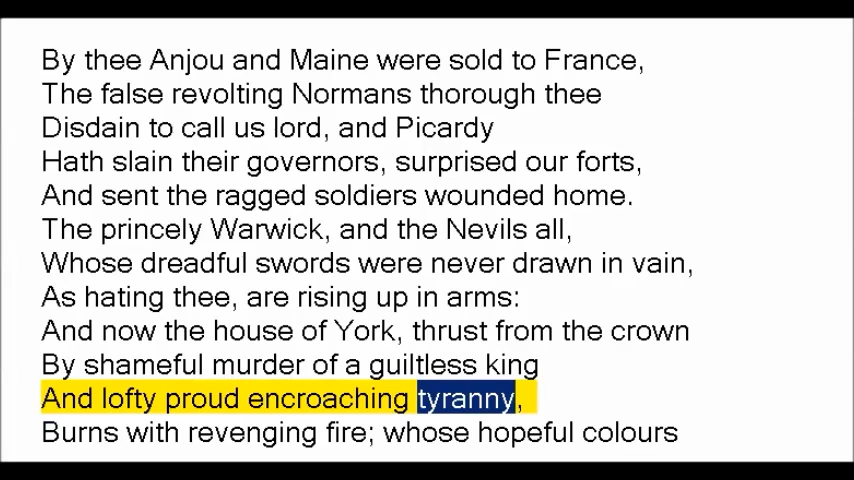 By thee Anjou and Maine were sold to France,
The false revolting Normans thorough thee
Disdain to call us lord, and Picardy
Hath slain their governors, surprised our forts,
And sent the ragged soldiers wounded home.
The princely Warwick, and the Nevils all,
Whose dreadful swords were never drawn in vain,
As hating thee, are rising up in arms:
And now the house of York, thrust from the crown
By shameful murder of a guiltless king
And lofty proud encroaching tyranny,
Burns with revenging fire; whose hopeful colours